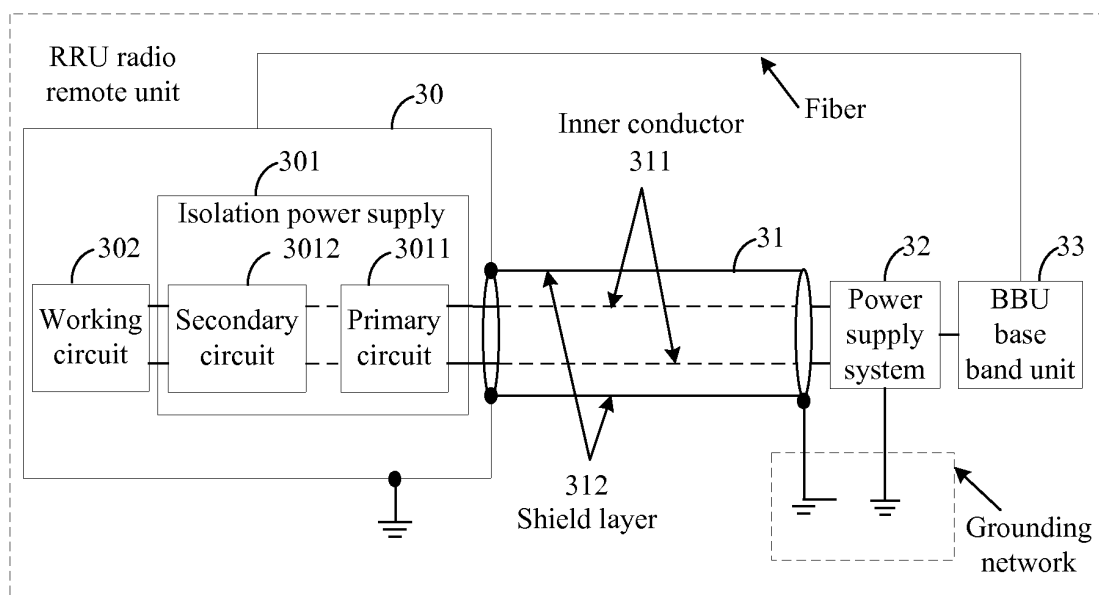 RRU radio
remote unit
30
Fiber
Inner conductor
311
301
Isolation power supply
302
3012
3011
31
32
33
Working
circuit
Secondary
circuit
Primary
circuit
Power
supply
system
BBU
base
band unit
312
Shield layer
Grounding
network